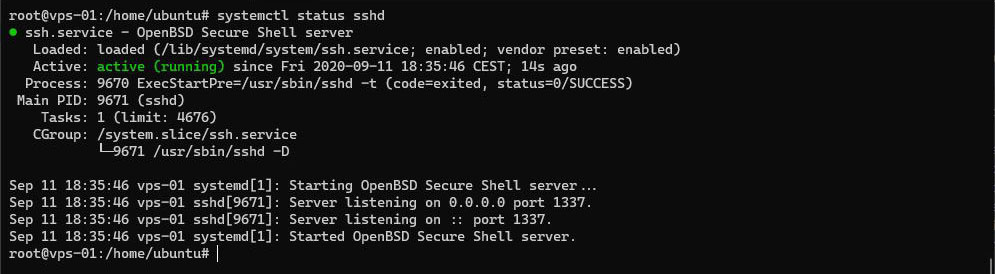 root@vps-01:/home/ubuntu# systemctl status sshd
● ssh.service - OpenBSD Secure Shell server
   Loaded: loaded (/lib/systemd/system/ssh.service; enabled; vendor preset: enabled)
   Active: active (running) since Fri 2020-09-11 18:35:46 CEST; 14s ago
  Process: 9670 ExecStartPre=/usr/sbin/sshd -t (code=exited, status=0/SUCCESS)
 Main PID: 9671 (sshd)
    Tasks: 1 (limit: 4676)
   CGroup: /system.slice/ssh.service
           └─9671 /usr/sbin/sshd -D

Sep 11 18:35:46 vps-01 systemd[1]: Starting OpenBSD Secure Shell server...
Sep 11 18:35:46 vps-01 sshd[9671]: Server listening on 0.0.0.0 port 1337.
Sep 11 18:35:46 vps-01 sshd[9671]: Server listening on :: port 1337.
Sep 11 18:35:46 vps-01 systemd[1]: Started OpenBSD Secure Shell server.
root@vps-01:/home/ubuntu#